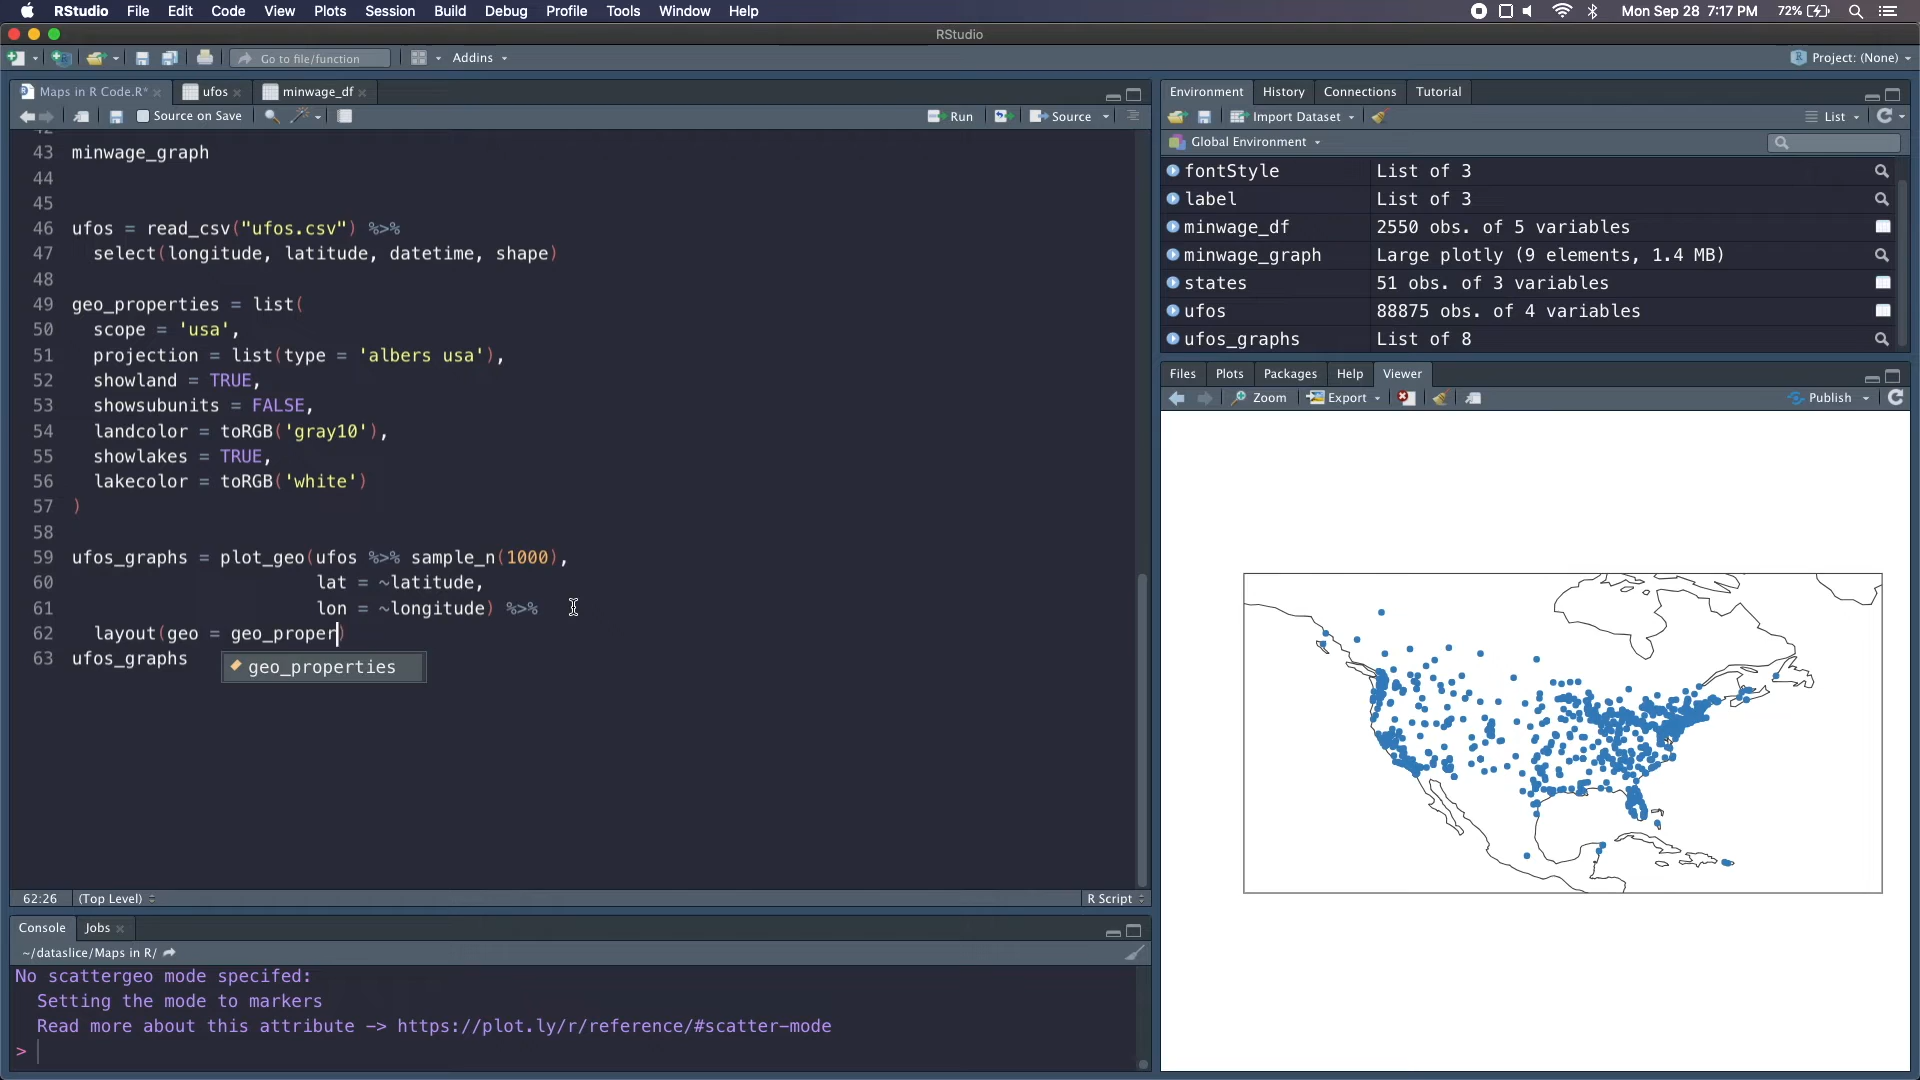 RStudio File Edit Code View Plots Session Build Debug Profile Tools Window Help Mon Sep 28 7:17 PM 72%
RStudio
Go to file/function Addins Project: (None)
Maps in R Code.R* ufos minwage_df
Source on Save Run Source
43 minwage_graph
44
45
46 ufos = read_csv("ufos.csv") %>%
47 select(longitude, latitude, datetime, shape)
48
49 geo_properties = list(
50 scope = 'usa',
51 projection = list(type = 'albers usa'),
52 showland = TRUE,
53 showsubunits = FALSE,
54 landcolor = toRGB('gray10'),
55 showlakes = TRUE,
56 lakecolor = toRGB('white')
57 )
58
59 ufos_graphs = plot_geo(ufos %>% sample_n(1000),
60 lat = ~latitude,
61 lon = ~longitude) %>%
62 layout(geo = geo_proper)
63 ufos_graphs
geo_properties
62:26 (Top Level) R Script
Console Jobs
~/dataslice/Maps in R/
No scattergeo mode specifed:
Setting the mode to markers
Read more about this attribute -> https://plot.ly/r/reference/#scatter-mode
>
Environment History Connections Tutorial
Import Dataset List
Global Environment
fontStyle List of 3
label List of 3
minwage_df 2550 obs. of 5 variables
minwage_graph Large plotly (9 elements, 1.4 MB)
states 51 obs. of 3 variables
ufos 88875 obs. of 4 variables
ufos_graphs List of 8
Files Plots Packages Help Viewer
Zoom Export Publish